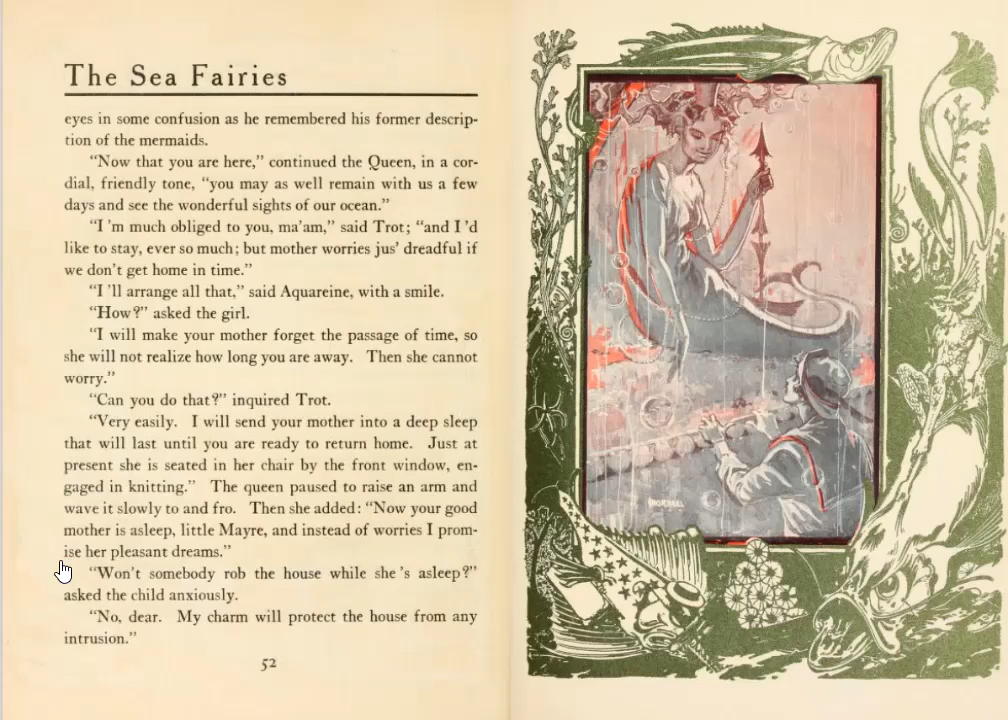 The Sea Fairies
eyes in some confusion as he remembered his former descrip-
tion of the mermaids.
“Now that you are here,” continued the Queen, in a cor-
dial, friendly tone, “you may as well remain with us a few
days and see the wonderful sights of our ocean.”
“I ’m much obliged to you, ma’am,” said Trot; “and I ’d
like to stay, ever so much; but mother worries jus’ dreadful if
we don’t get home in time.”
“I ’ll arrange all that,” said Aquareine, with a smile.
“How?” asked the girl.
“I will make your mother forget the passage of time, so
she will not realize how long you are away. Then she cannot
worry.”
“Can you do that?” inquired Trot.
“Very easily. I will send your mother into a deep sleep
that will last until you are ready to return home. Just at
present she is seated in her chair by the front window, en-
gaged in knitting.” The queen paused to raise an arm and
wave it slowly to and fro. Then she added: “Now your good
mother is asleep, little Mayre, and instead of worries I prom-
ise her pleasant dreams.”
“Won’t somebody rob the house while she ’s asleep?”
asked the child anxiously.
“No, dear. My charm will protect the house from any
intrusion.”
52